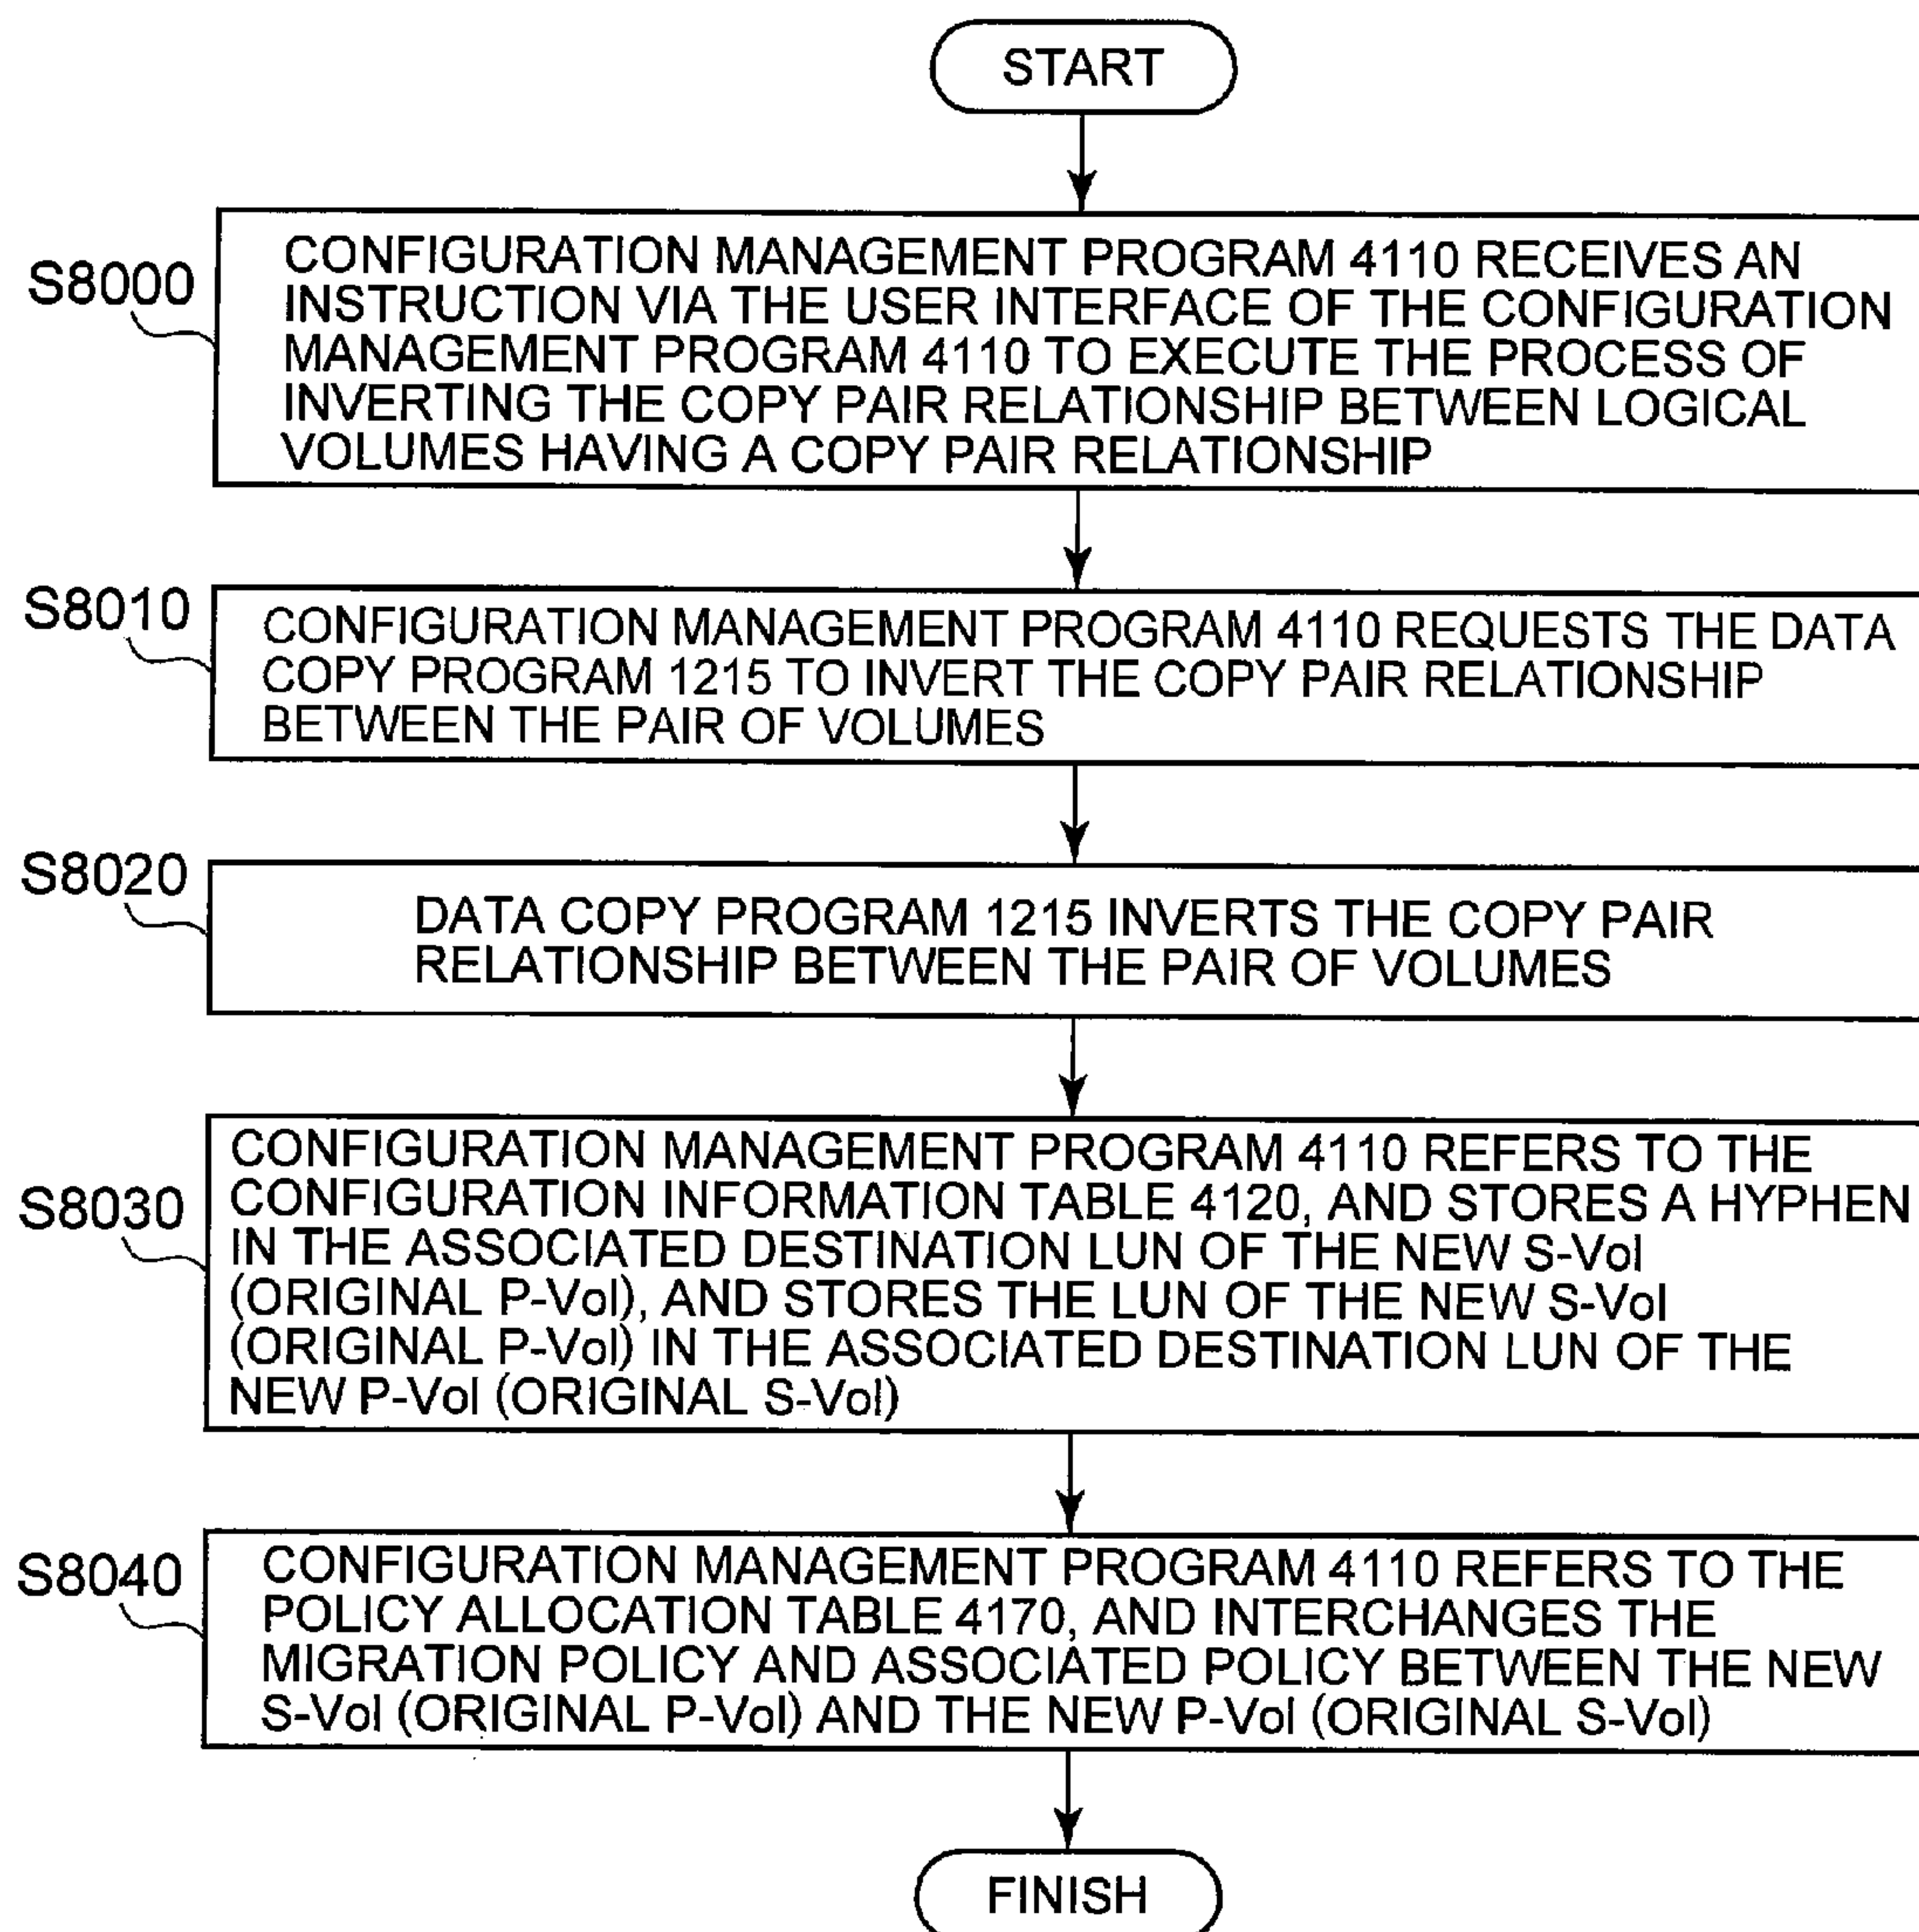 START
S8000
CONFIGURATION MANAGEMENT PROGRAM 4110 RECEIVES AN
INSTRUCTION VIA THE USER INTERFACE OF THE CONFIGURATION
MANAGEMENT PROGRAM 4110 TO EXECUTE THE PROCESS OF
INVERTING THE COPY PAIR RELATIONSHIP BETWEEN LOGICAL
VOLUMES HAVING A COPY PAIR RELATIONSHIP
S8010
CONFIGURATION MANAGEMENT PROGRAM 4110 REQUESTS THE DATA
COPY PROGRAM 1215 TO INVERT THE COPY PAIR RELATIONSHIP
BETWEEN THE PAIR OF VOLUMES
S8020
DATA COPY PROGRAM 1215 INVERTS THE COPY PAIR
RELATIONSHIP BETWEEN THE PAIR OF VOLUMES
S8030
CONFIGURATION MANAGEMENT PROGRAM 4110 REFERS TO THE
CONFIGURATION INFORMATION TABLE 4120, AND STORES A HYPHEN
IN THE ASSOCIATED DESTINATION LUN OF THE NEW S-Vol
(ORIGINAL P-Vol), AND STORES THE LUN OF THE NEW S-Vol
(ORIGINAL P-Vol) IN THE ASSOCIATED DESTINATION LUN OF THE
NEW P-Vol (ORIGINAL S-Vol)
S8040
CONFIGURATION MANAGEMENT PROGRAM 4110 REFERS TO THE
POLICY ALLOCATION TABLE 4170, AND INTERCHANGES THE
MIGRATION POLICY AND ASSOCIATED POLICY BETWEEN THE NEW
S-Vol (ORIGINAL P-Vol) AND THE NEW P-Vol (ORIGINAL S-Vol)
FINISH